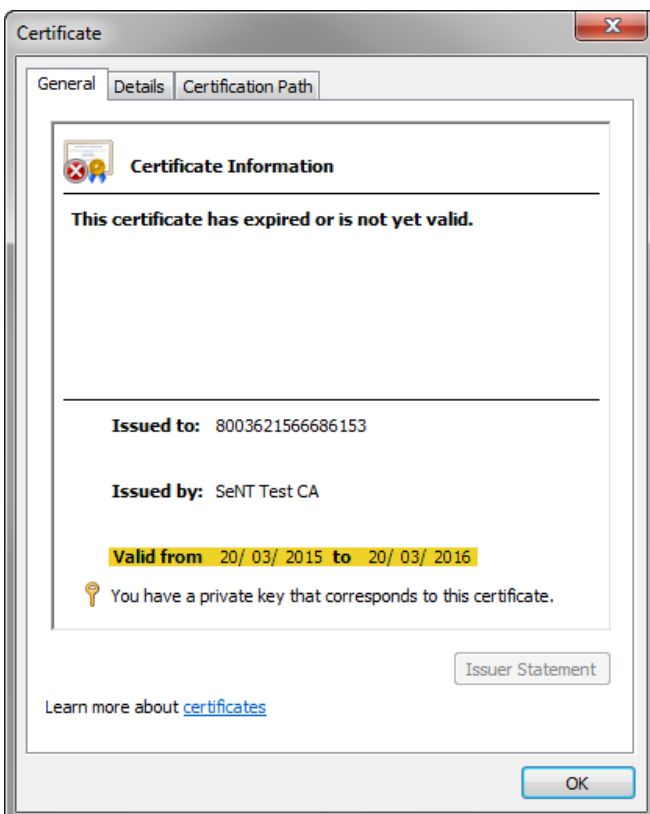 Certificate
General Details Certification Path
Certificate Information
This certificate has expired or is not yet valid.
Issued to: 8003621566686153
Issued by: SeNT Test CA
Valid from 20/ 03/ 2015 to 20/ 03/ 2016
You have a private key that corresponds to this certificate.
Issuer Statement
Learn more about certificates
OK